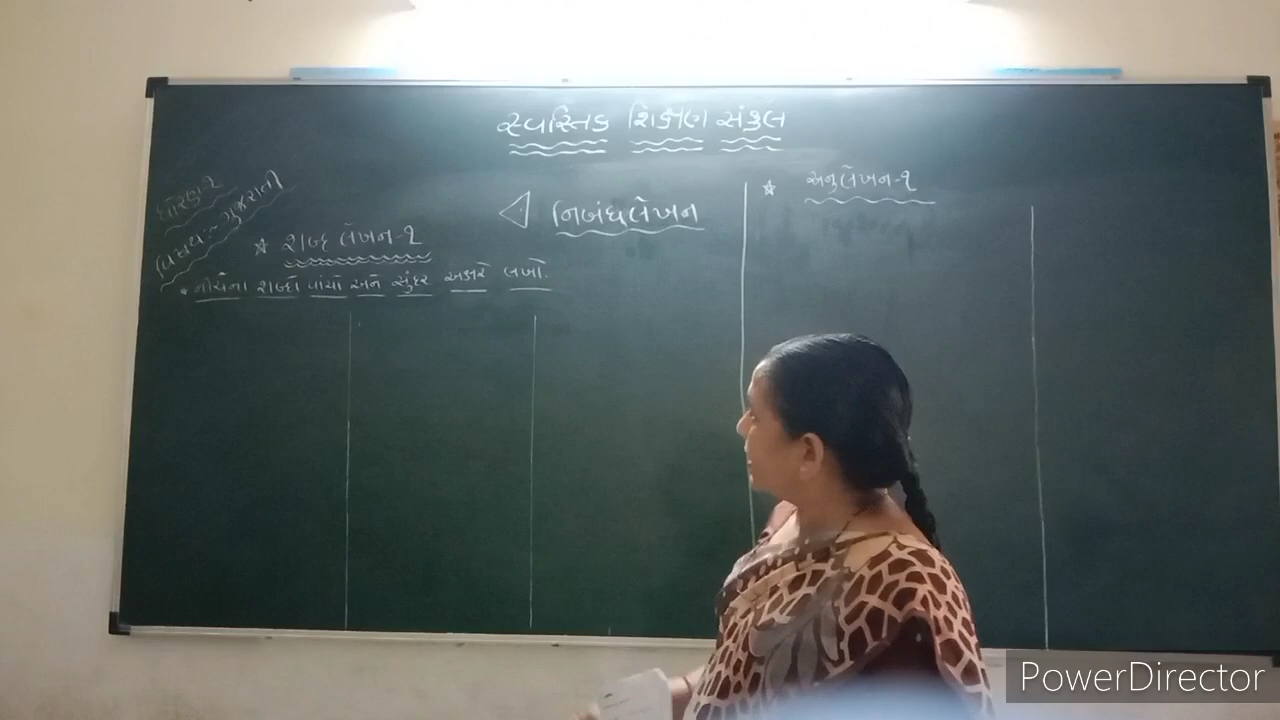 સ્વસ્તિક શિક્ષણ સંકુલ
ધોરણ-૨
વિષય:- ગુજરાતી
નિબંધલેખન
શબ્દ લેખન-૧
નીચેના શબ્દો વાંચો અને સુંદર અક્ષરે લખો.
અનુલેખન-૧
PowerDirector